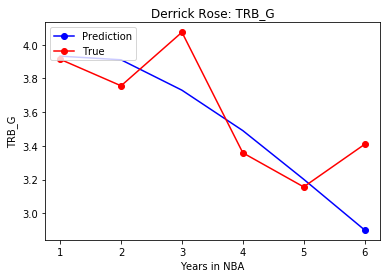 Derrick Rose: TRB_G
Prediction
True
4.0
3.8
3.6
3.4
3.2
3.0
TRB_G
1 2 3 4 5 6
Years in NBA